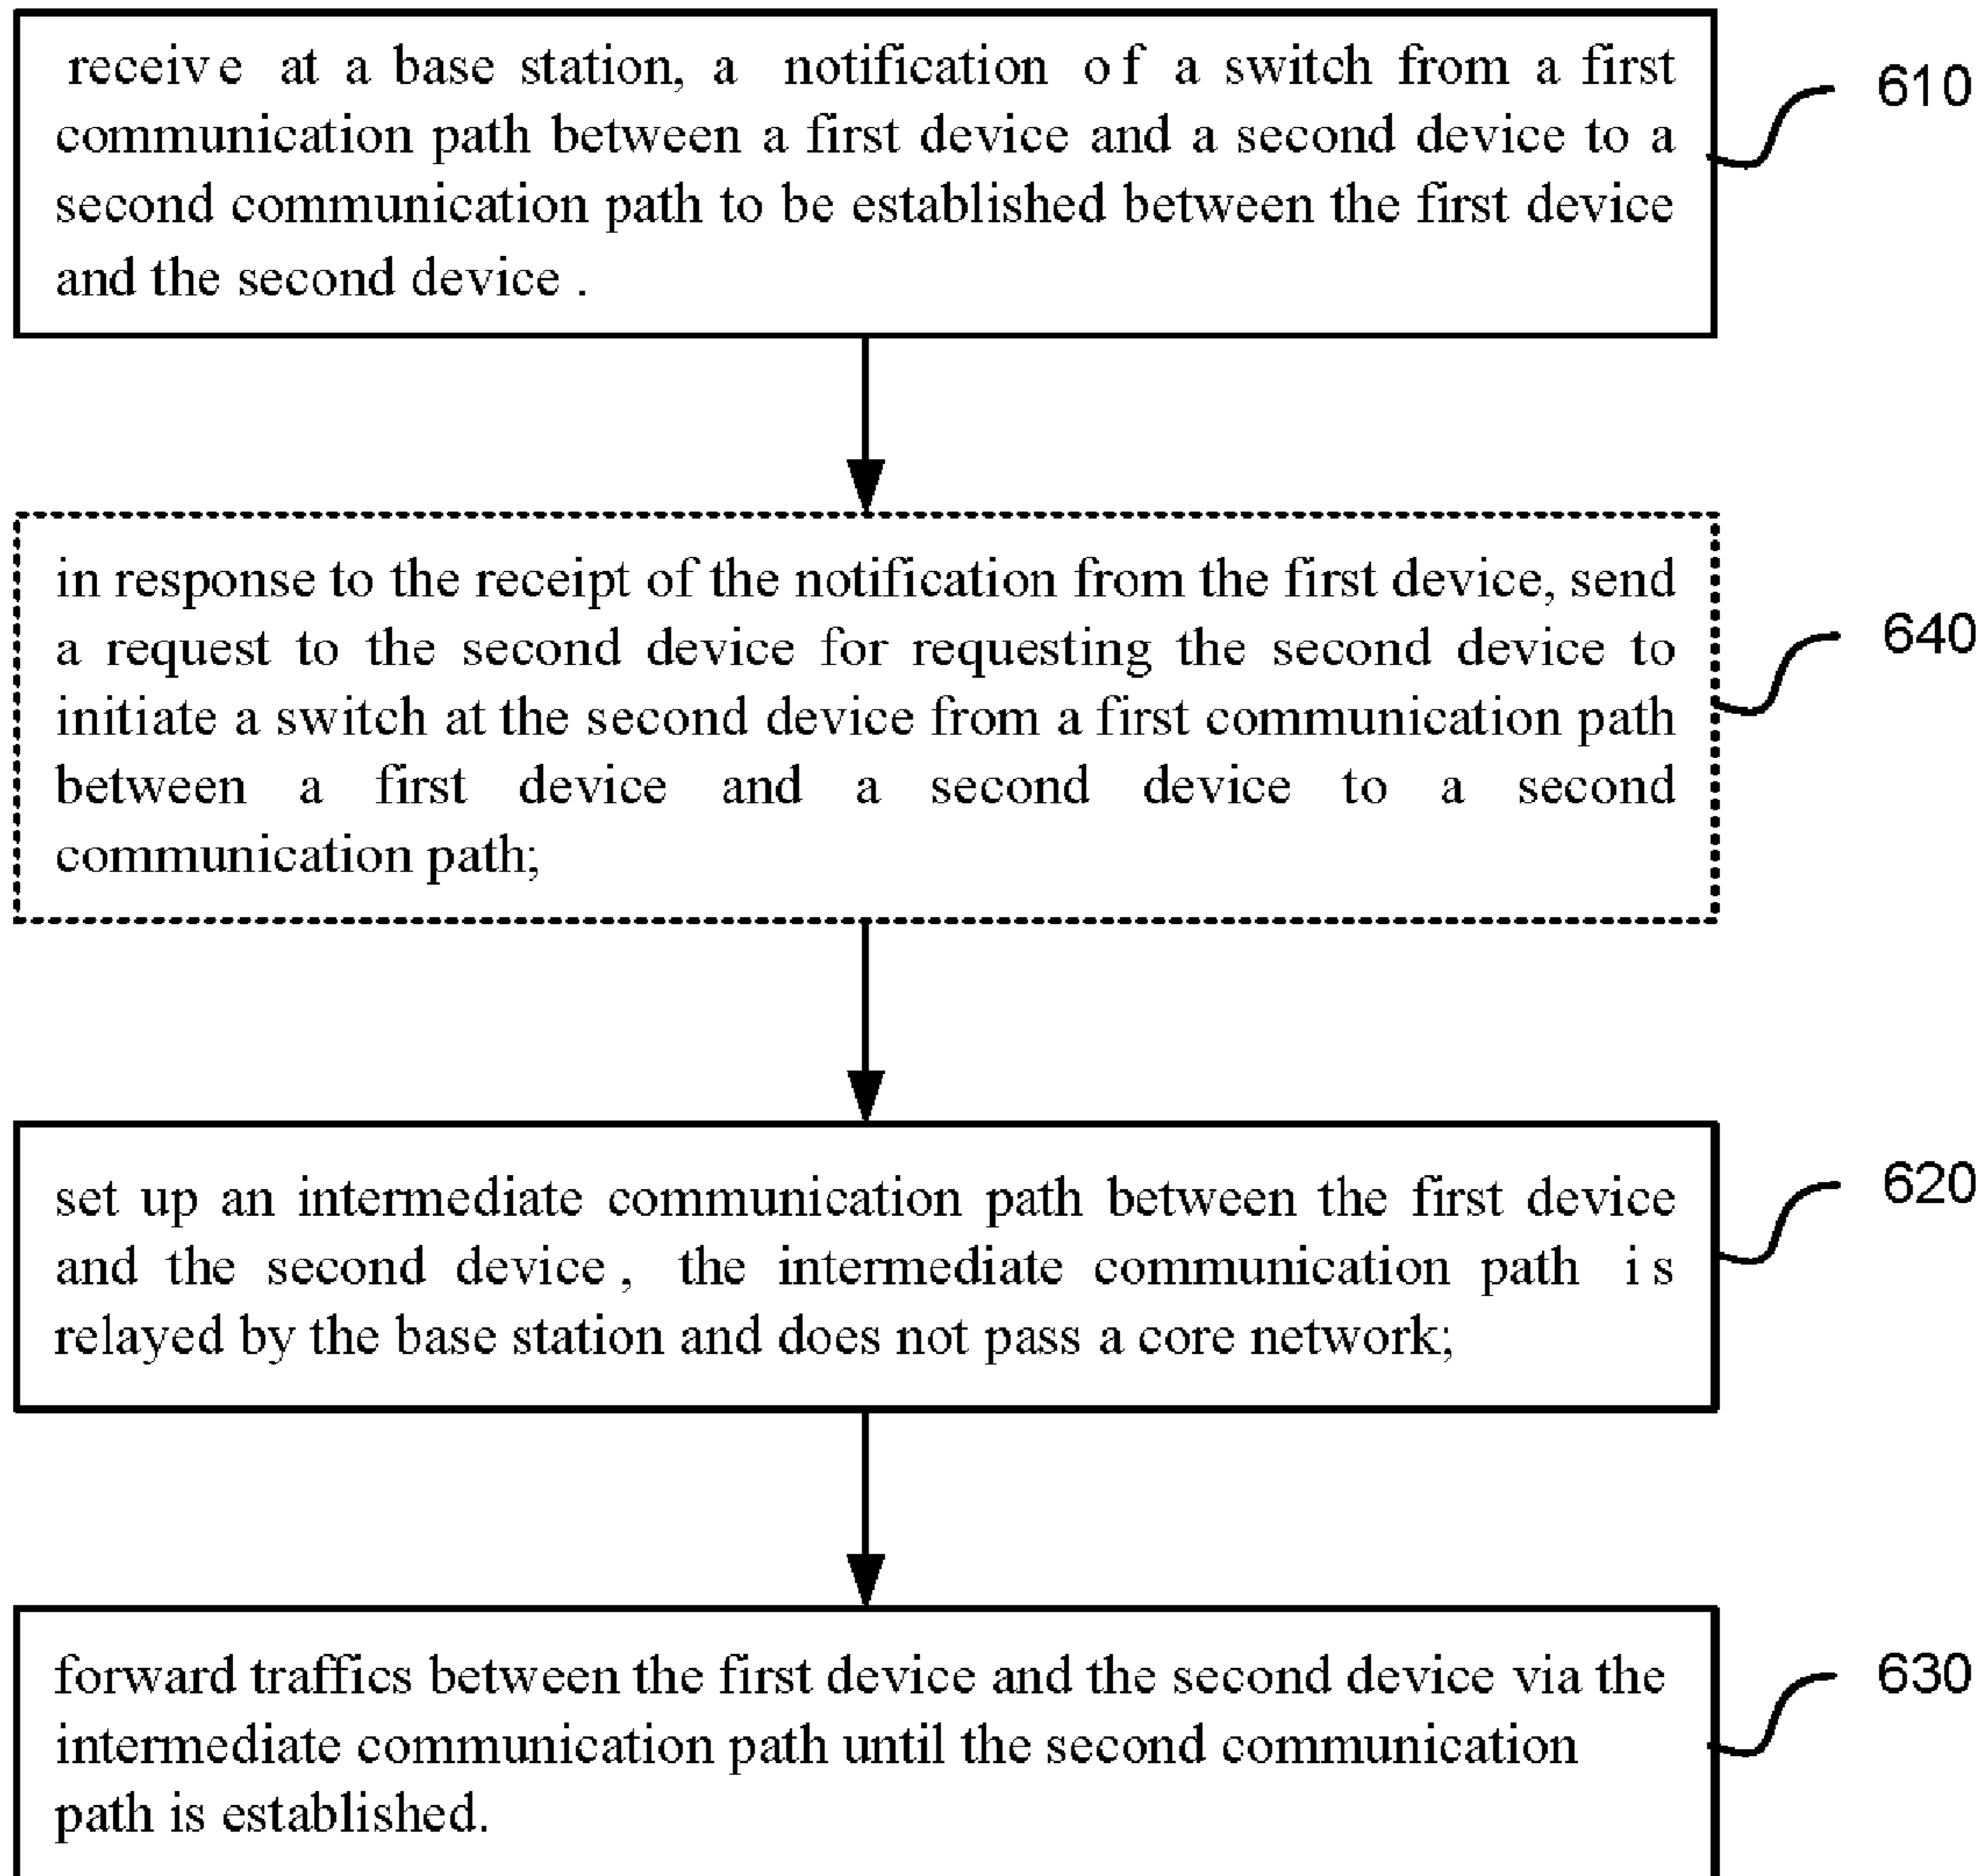 receive at a base station, a notification of a switch from a first
communication path between a first device and a second device to a
second communication path to be established between the first device
and the second device .
610
in response to the receipt of the notification from the first device, send
a request to the second device for requesting the second device to
initiate a switch at the second device from a first communication path
between a first device and a second device to a second
communication path;
640
set up an intermediate communication path between the first device
and the second device , the intermediate communication path is
relayed by the base station and does not pass a core network;
620
forward traffics between the first device and the second device via the
intermediate communication path until the second communication
path is established.
630